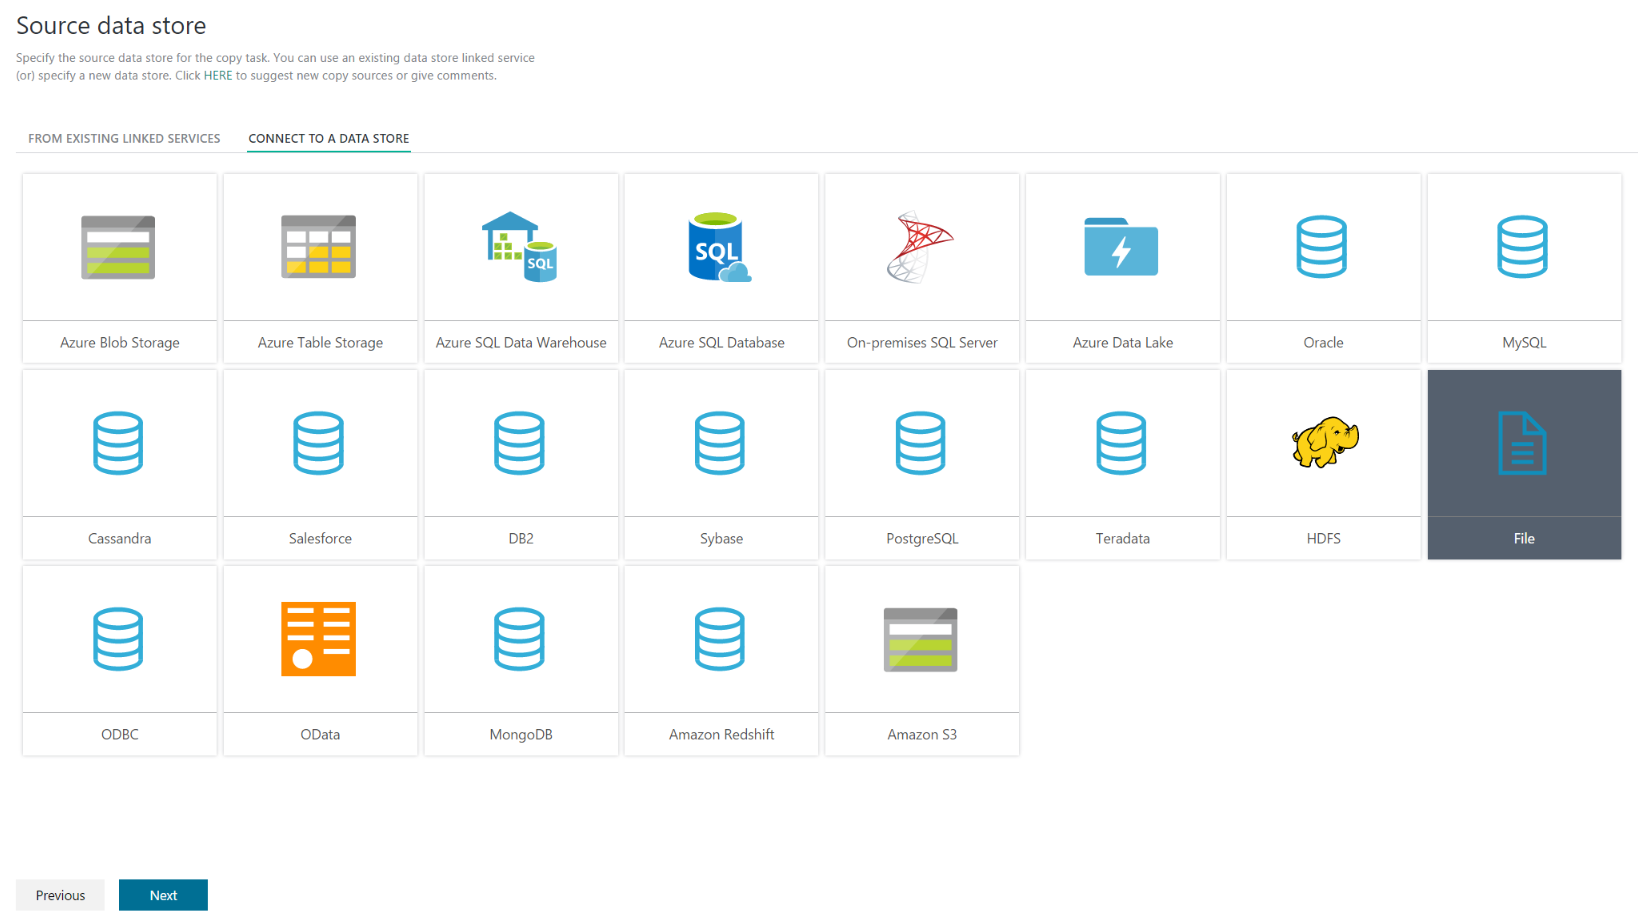 Source data store
Specify the source data store for the copy task. You can use an existing data store linked service
(or) specify a new data store. Click HERE to suggest new copy sources or give comments.
FROM EXISTING LINKED SERVICES
CONNECT TO A DATA STORE
SQL
SQL
Azure Blob Storage
Azure Table Storage
Azure SQL Data Warehouse
Azure SQL Database
On-premises SQL Server
Azure Data Lake
Oracle
MySQL
Cassandra
Salesforce
DB2
Sybase
PostgreSQL
Teradata
HDFS
File
ODBC
OData
MongoDB
Amazon Redshift
Amazon S3
Previous
Next